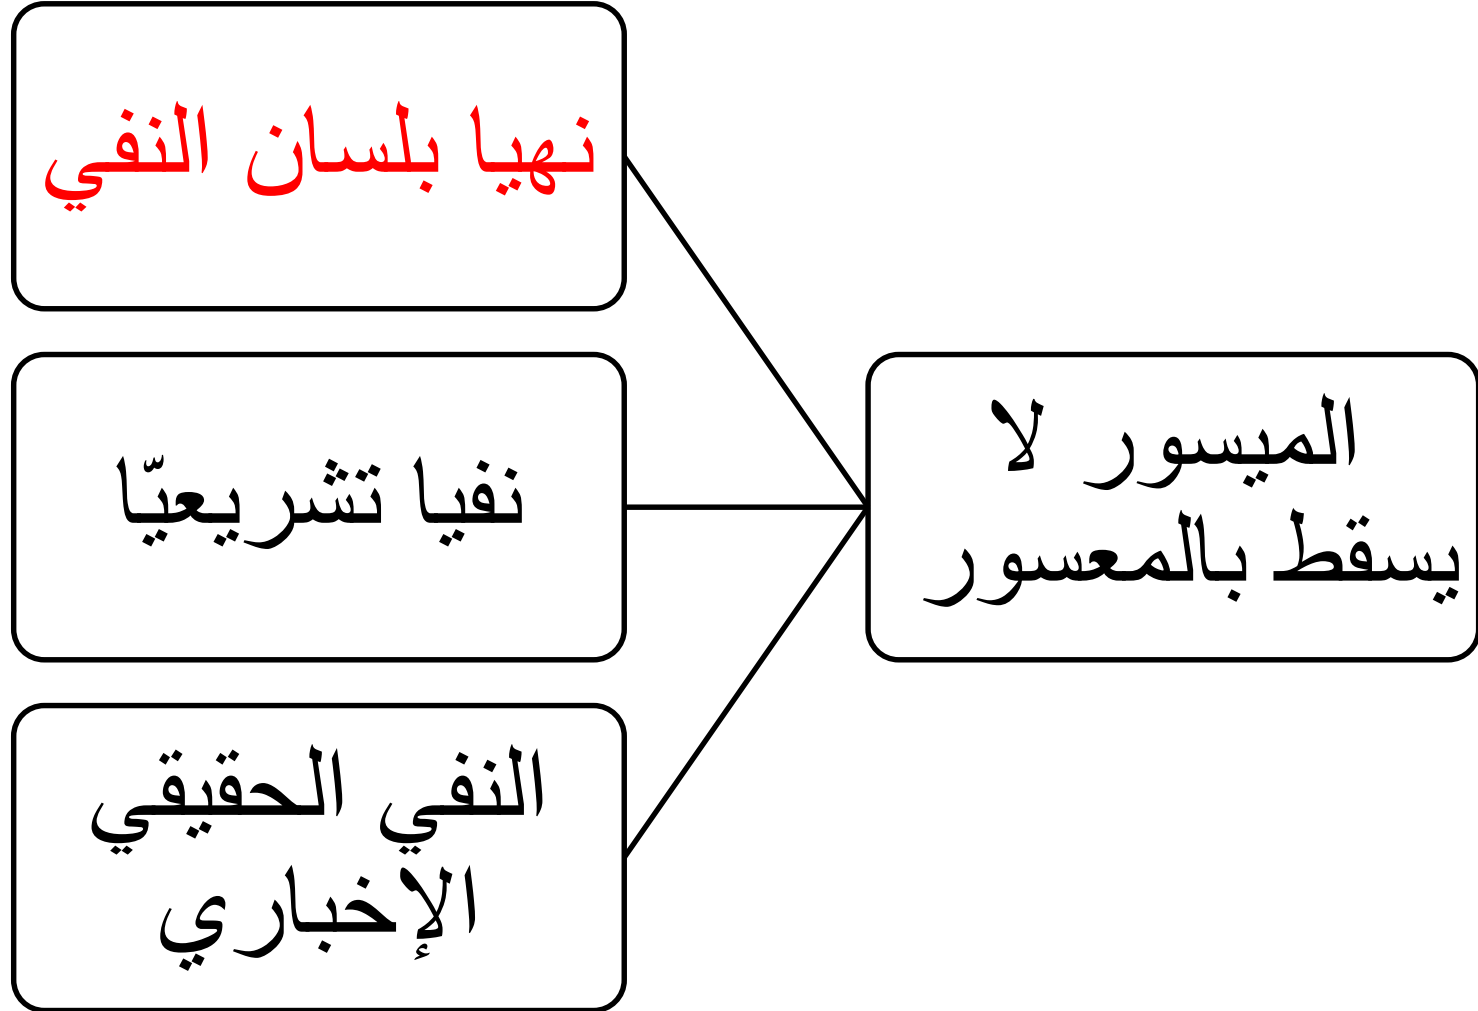 الميسور لا
يسقط بالمعسور
نهيا بلسان النفي
نفيا تشريعيّا
النفي الحقيقي
الإخباري